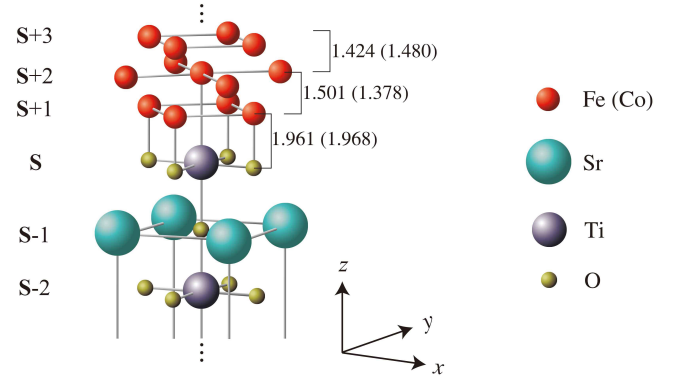 S+3
1.424 (1.480)
S+2
1.501 (1.378)
S+1
1.961 (1.968)
S
S-1
S-2
Fe (Co)
Sr
Ti
O
z
y
x